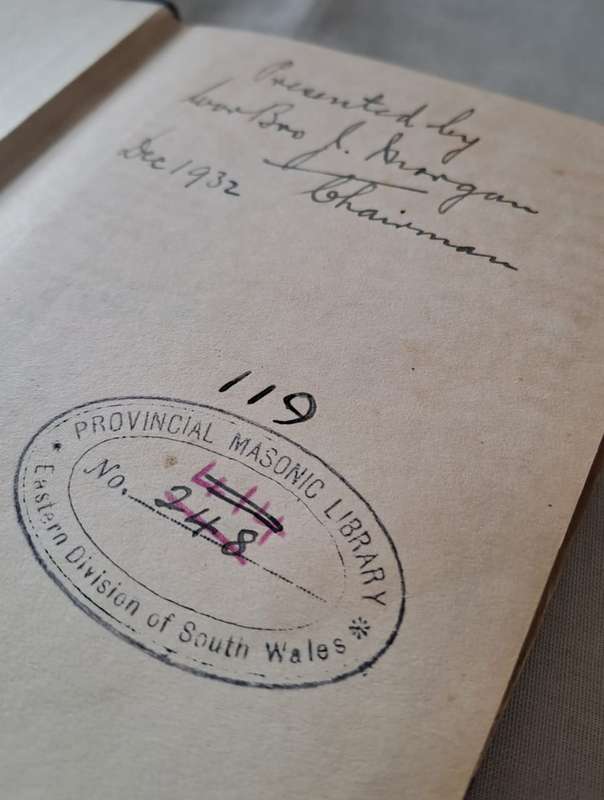 Presented by
Wor Bro J. Morgan
Chairman
Dec 1932
119
PROVINCIAL MASONIC LIBRARY
No. 248
Eastern Division of South Wales